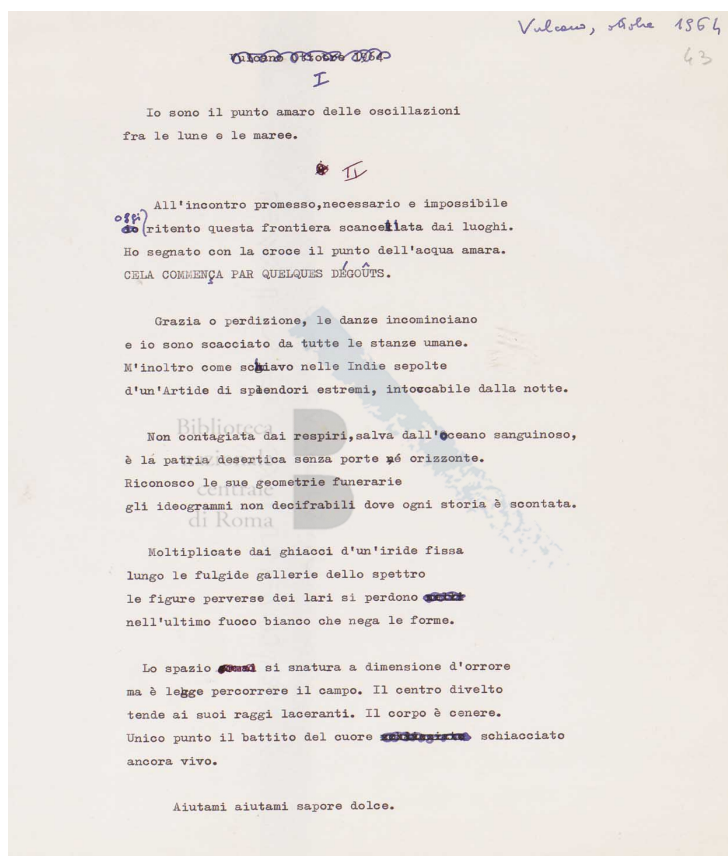 Vulcano, ottobre 1964
43
Vulcano Ottobre 1964
I
Io sono il punto amaro delle oscillazioni
fra le lune e le maree.
II
All'incontro promesso,necessario e impossibile
oggi
ritento questa frontiera scancellata dai luoghi.
Ho segnato con la croce il punto dell'acqua amara.
CELA COMMENÇA PAR QUELQUES DÉGOÛTS.
Grazia o perdizione, le danze incominciano
e io sono scacciato da tutte le stanze umane.
M'inoltro come schiavo nelle Indie sepolte
d'un'Artide di splendori estremi, intoccabile dalla notte.
Non contagiata dai respiri,salva dall'oceano sanguinoso,
è la patria desertica senza porte né orizzonte.
Riconosco le sue geometrie funerarie
gli ideogrammi non decifrabili dove ogni storia è scontata.
Biblioteca
nazionale
centrale
di Roma
Moltiplicate dai ghiacci d'un'iride fissa
lungo le fulgide gallerie dello spettro
le figure perverse dei lari si perdono
nell'ultimo fuoco bianco che nega le forme.
Lo spazio si snatura a dimensione d'orrore
ma è legge percorrere il campo. Il centro divelto
tende ai suoi raggi laceranti. Il corpo è cenere.
Unico punto il battito del cuore schiacciato
ancora vivo.
Aiutami aiutami sapore dolce.